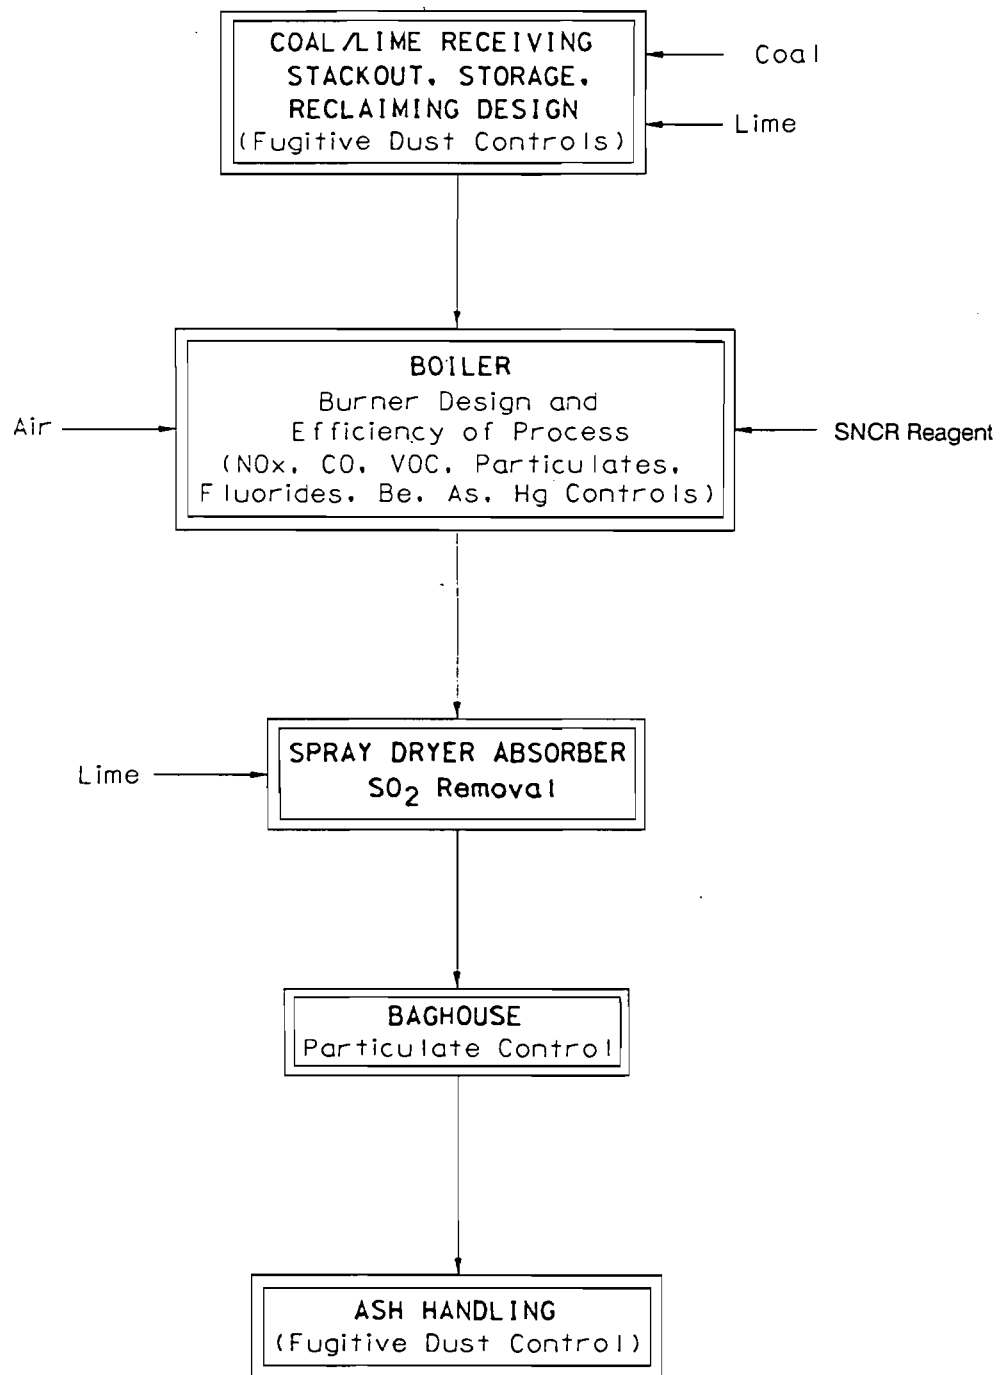 COAL/LIME RECEIVING
STACKOUT, STORAGE,
RECLAIMING DESIGN
(Fugitive Dust Controls)
Coal
Lime
BOILER
Burner Design and
Efficiency of Process
(NOx, CO, VOC, Particulates,
Fluorides, Be, As, Hg Controls)
Air
SNCR Reagent
SPRAY DRYER ABSORBER
SO2 Removal
Lime
BAGHOUSE
Particulate Control
ASH HANDLING
(Fugitive Dust Control)